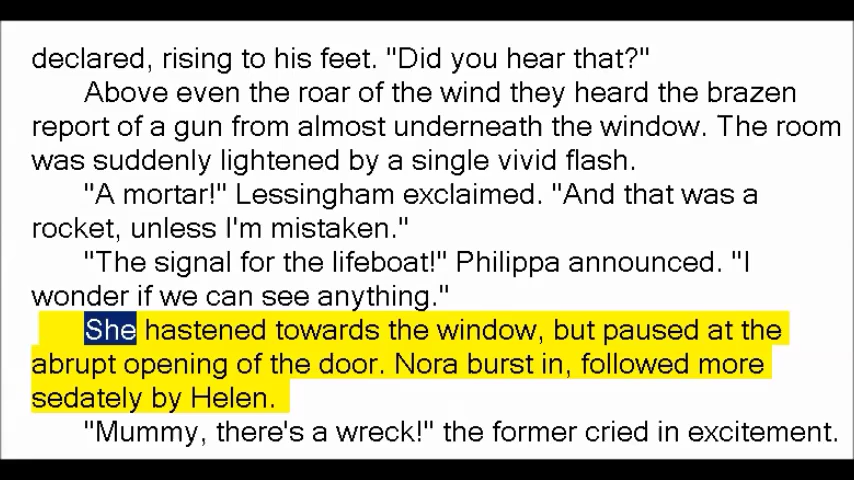 declared, rising to his feet. "Did you hear that?"
Above even the roar of the wind they heard the brazen
report of a gun from almost underneath the window. The room
was suddenly lightened by a single vivid flash.
"A mortar!" Lessingham exclaimed. "And that was a
rocket, unless I'm mistaken."
"The signal for the lifeboat!" Philippa announced. "I
wonder if we can see anything."
She hastened towards the window, but paused at the
abrupt opening of the door. Nora burst in, followed more
sedately by Helen.
"Mummy, there's a wreck!" the former cried in excitement.